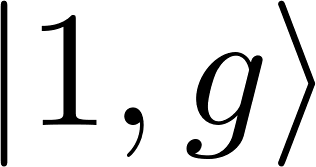 |1, g⟩